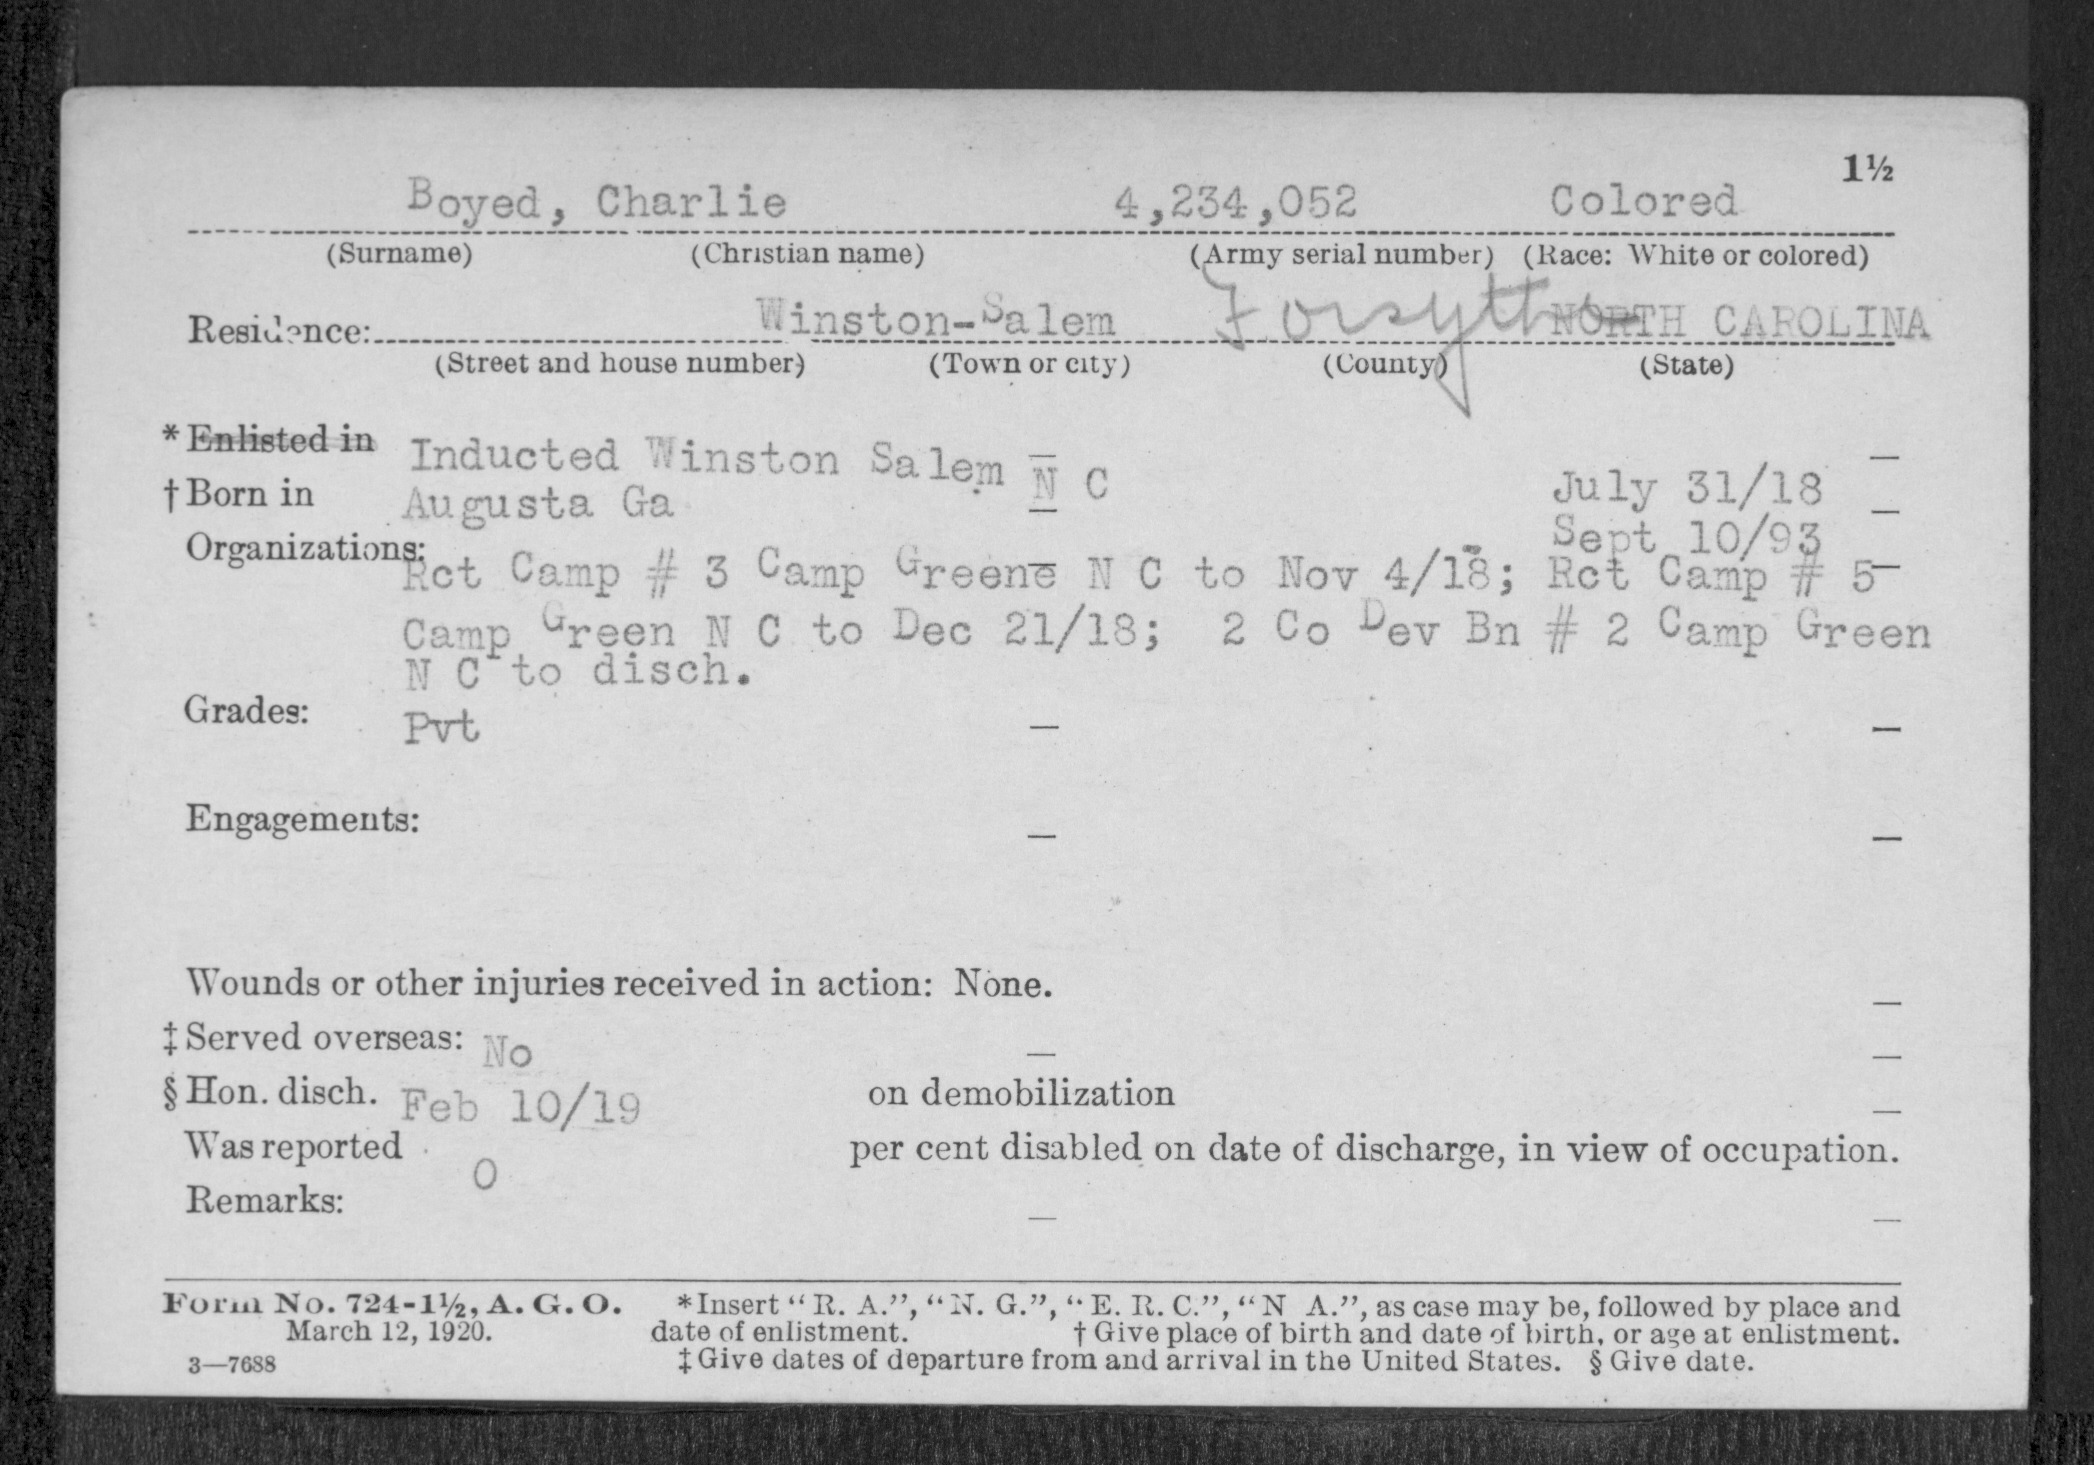 1½
Boyed, Charlie 4,234,052 Colored
(Surname) (Christian name) (Army serial number) (Race: White or colored)
Residence: Winston-Salem Forsyth NORTH CAROLINA
(Street and house number) (Town or city) (County) (State)
*Enlisted in Inducted Winston Salem N C July 31/18
†Born in Augusta Ga Sept 10/93
Organizations:
Rct Camp # 3 Camp Greene N C to Nov 4/18; Rct Camp # 5
Camp Green N C to Dec 21/18; 2 Co Dev Bn # 2 Camp Green
N C to disch.
Grades: Pvt — —
Engagements: — —
Wounds or other injuries received in action: None. —
‡Served overseas: No — —
§Hon. disch. Feb 10/19 on demobilization —
Was reported 0 per cent disabled on date of discharge, in view of occupation.
Remarks: — —
Form No. 724-1½, A. G. O. *Insert "R. A.", "N. G.", "E. R. C.", "N A.", as case may be, followed by place and
March 12, 1920. date of enlistment. †Give place of birth and date of birth, or age at enlistment.
3—7688 ‡Give dates of departure from and arrival in the United States. §Give date.